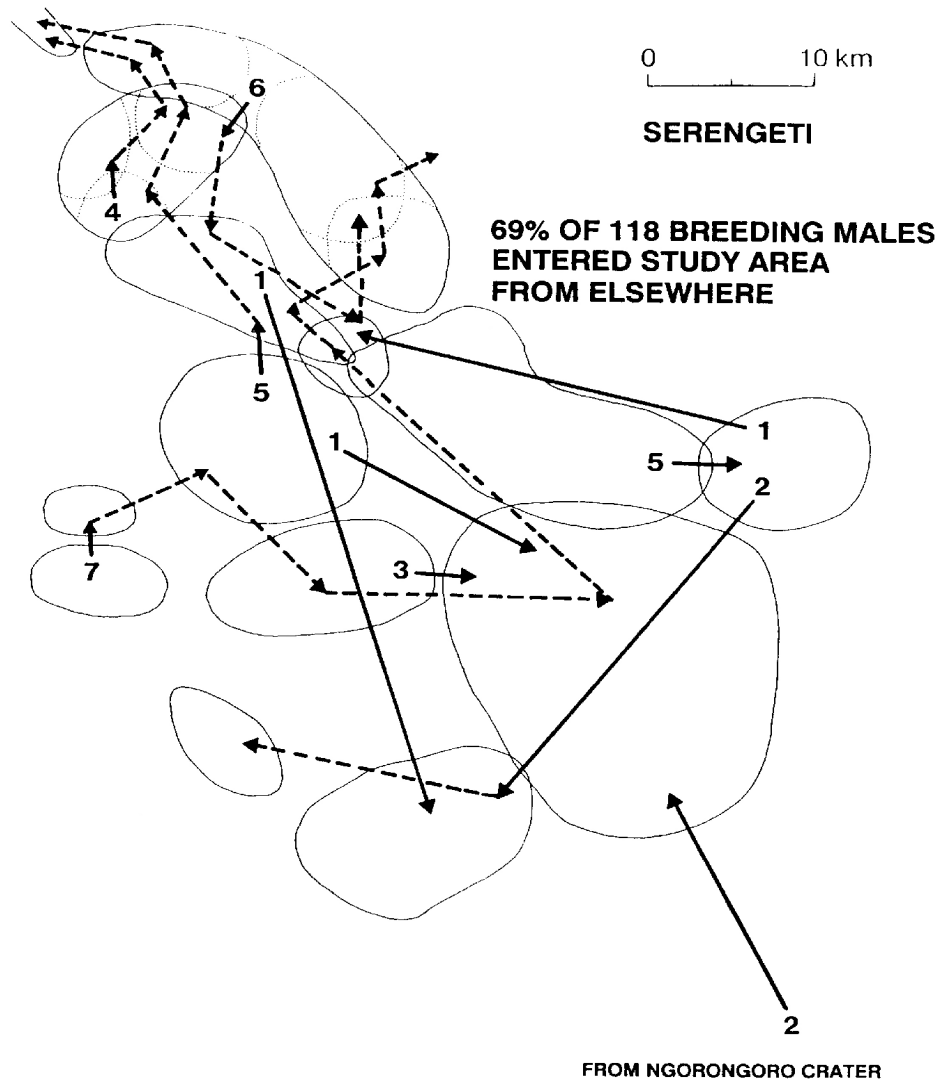 0 10 km
SERENGETI
6
4
69% OF 118 BREEDING MALES
ENTERED STUDY AREA
FROM ELSEWHERE
1
5
1
1
5
2
3
7
2
FROM NGORONGORO CRATER